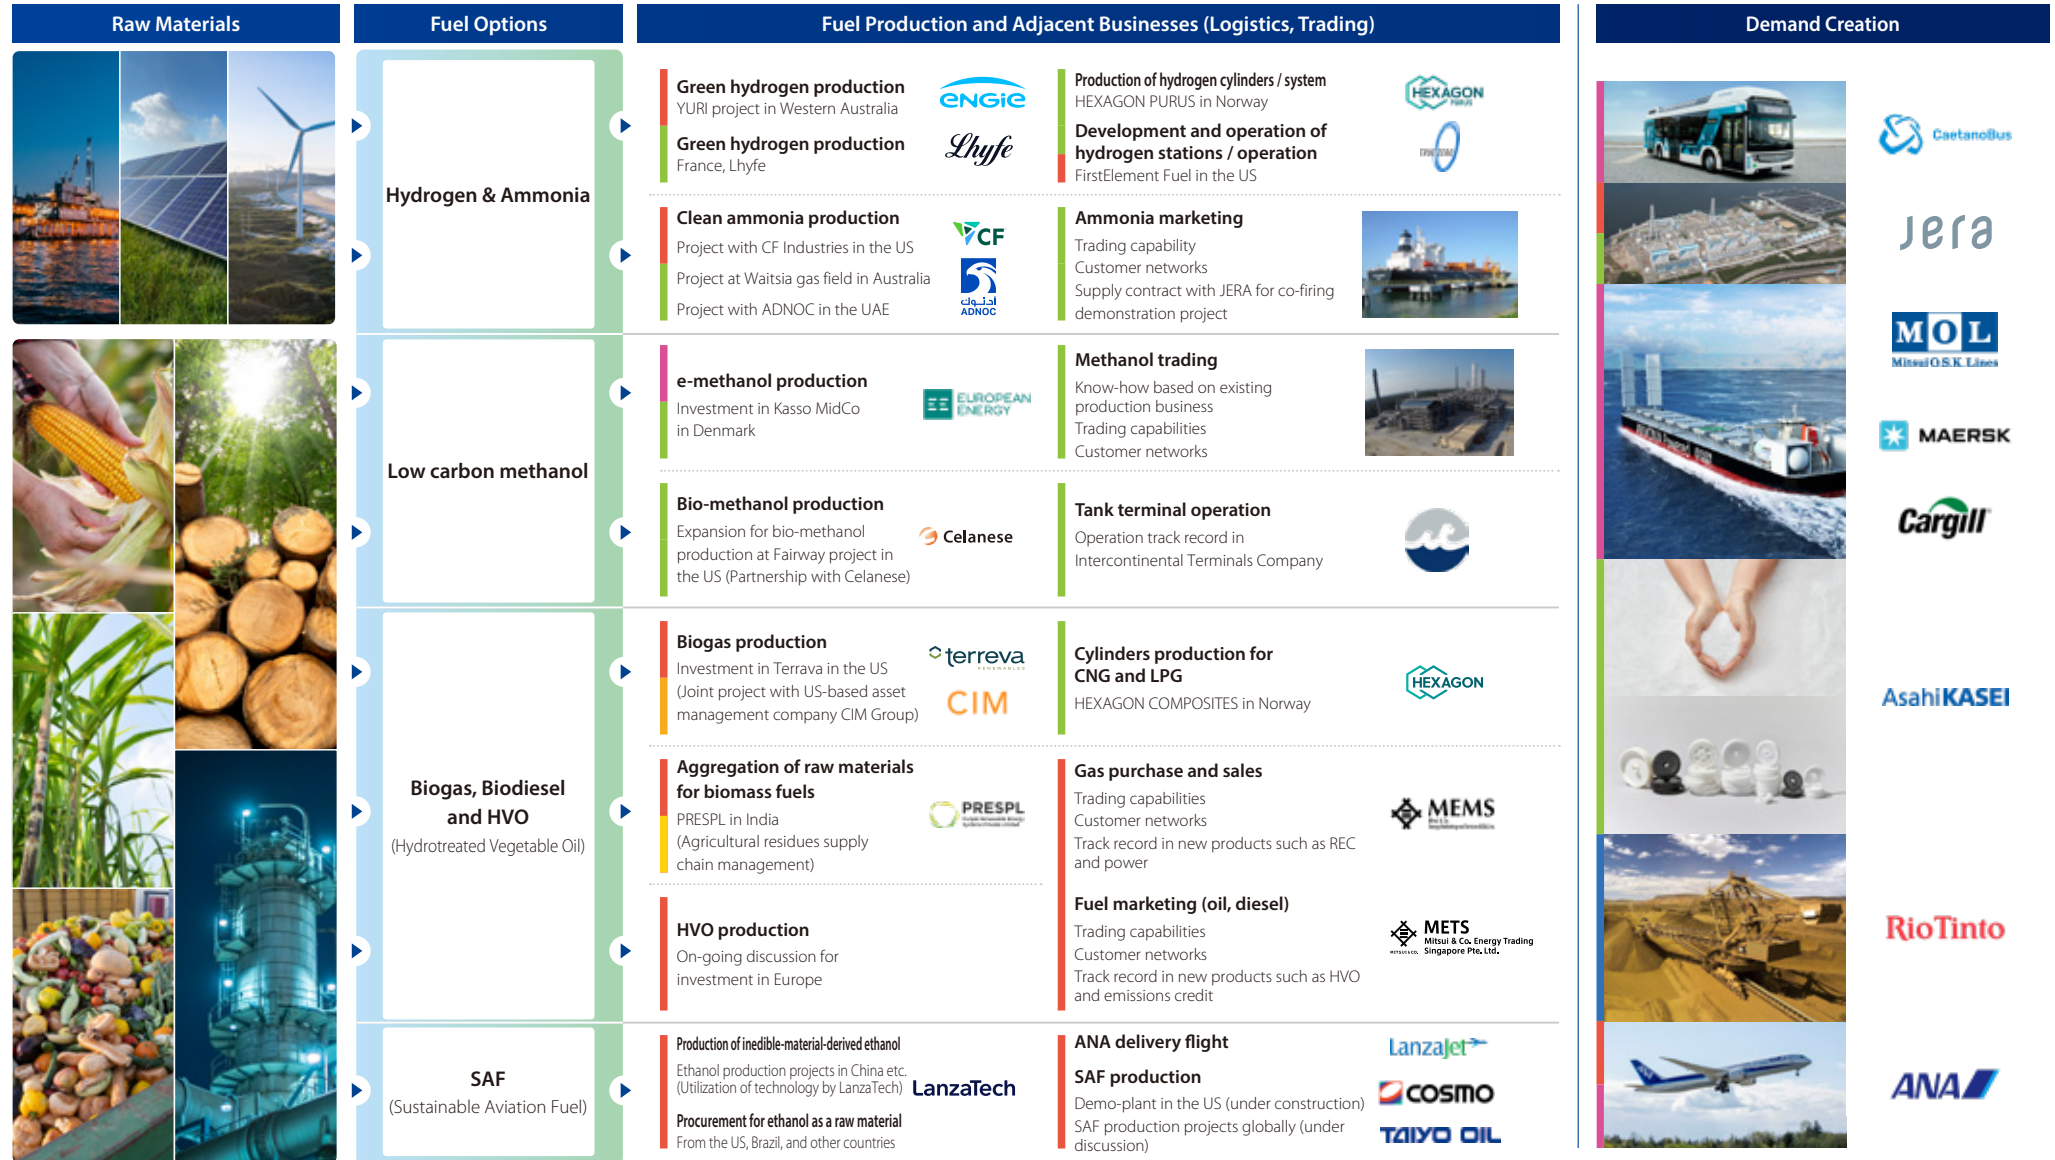 Raw Materials
Fuel Options
Fuel Production and Adjacent Businesses (Logistics, Trading)
Demand Creation
Hydrogen & Ammonia
Green hydrogen production
YURI project in Western Australia
ENGIE
Green hydrogen production
France, Lhyfe
Lhyfe
Production of hydrogen cylinders / system
HEXAGON PURUS in Norway
HEXAGON
PURUS
Development and operation of
hydrogen stations / operation
FirstElement Fuel in the US
Clean ammonia production
Project with CF Industries in the US
Project at Waitsia gas field in Australia
Project with ADNOC in the UAE
CF
أدنوك
ADNOC
Ammonia marketing
Trading capability
Customer networks
Supply contract with JERA for co-firing
demonstration project
Low carbon methanol
e-methanol production
Investment in Kasso MidCo
in Denmark
EUROPEAN
ENERGY
Methanol trading
Know-how based on existing
production business
Trading capabilities
Customer networks
Bio-methanol production
Expansion for bio-methanol
production at Fairway project in
the US (Partnership with Celanese)
Celanese
Tank terminal operation
Operation track record in
Intercontinental Terminals Company
Biogas, Biodiesel
and HVO
(Hydrotreated Vegetable Oil)
Biogas production
Investment in Terrava in the US
(Joint project with US-based asset
management company CIM Group)
terreva
RENEWABLES
CIM
Cylinders production for
CNG and LPG
HEXAGON COMPOSITES in Norway
HEXAGON
Aggregation of raw materials
for biomass fuels
PRESPL in India
(Agricultural residues supply
chain management)
PRESPL
Gas purchase and sales
Trading capabilities
Customer networks
Track record in new products such as REC
and power
MEMS
HVO production
On-going discussion for
investment in Europe
Fuel marketing (oil, diesel)
Trading capabilities
Customer networks
Track record in new products such as HVO
and emissions credit
METS
Mitsui & Co. Energy Trading
Singapore Pte. Ltd.
MITSUI & CO.
SAF
(Sustainable Aviation Fuel)
Production of inedible-material-derived ethanol
Ethanol production projects in China etc.
(Utilization of technology by LanzaTech)
LanzaTech
Procurement for ethanol as a raw material
From the US, Brazil, and other countries
ANA delivery flight
LanzaJet
SAF production
Demo-plant in the US (under construction)
SAF production projects globally (under
discussion)
COSMO
TAIYO OIL
CaetanoBus
Jera
MOL
Mitsui O.S.K. Lines
MAERSK
Cargill
AsahiKASEI
RioTinto
ANA